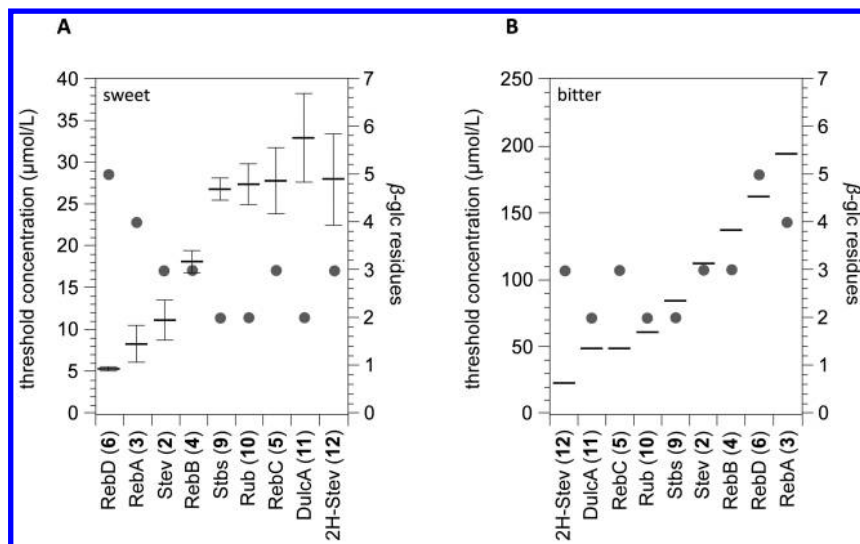 A
sweet
threshold concentration (µmol/L)
40
35
30
25
20
15
10
5
0
7
6
5
4
3
2
1
0
β-glc residues
RebD (6)
RebA (3)
Stev (2)
RebB (4)
Stbs (9)
Rub (10)
RebC (5)
DulcA (11)
2H-Stev (12)
B
bitter
threshold concentration (µmol/L)
250
200
150
100
50
0
7
6
5
4
3
2
1
0
β-glc residues
2H-Stev (12)
DulcA (11)
RebC (5)
Rub (10)
Stbs (9)
Stev (2)
RebB (4)
RebD (6)
RebA (3)